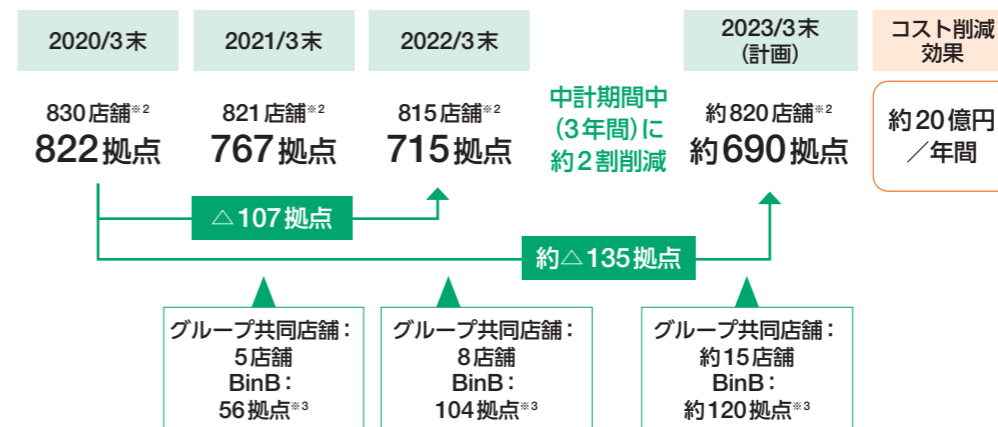 2020/3末
2021/3末
2022/3末
2023/3末
(計画)
コスト削減
効果
830店舗※2
822拠点
821店舗※2
767拠点
815店舗※2
715拠点
中計期間中
(3年間)に
約2割削減
約820店舗※2
約690拠点
約20億円
／年間
△107拠点
約△135拠点
グループ共同店舗：
5店舗
BinB：
56拠点※3
グループ共同店舗：
8店舗
BinB：
104拠点※3
グループ共同店舗：
約15店舗
BinB：
約120拠点※3